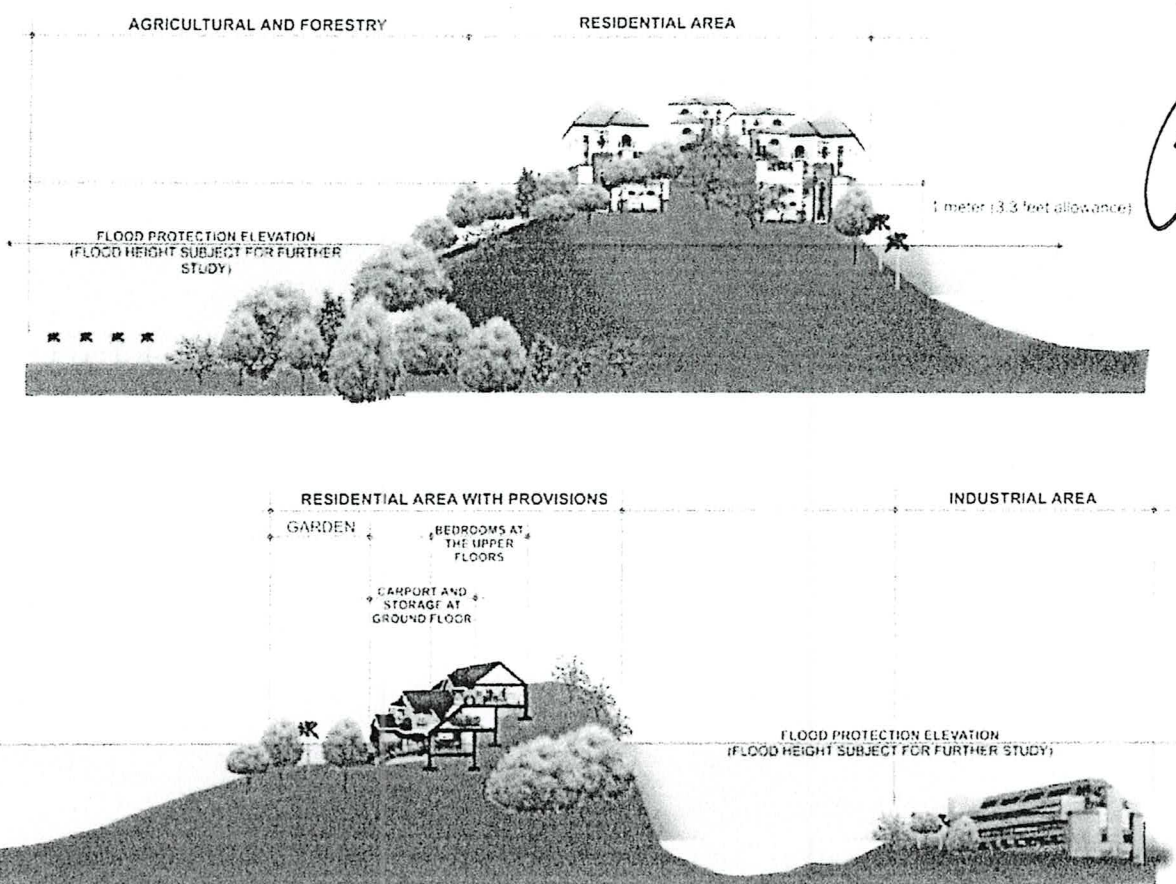 AGRICULTURAL AND FORESTRY
RESIDENTIAL AREA
1 meter (3.3 feet allowance)
FLOOD PROTECTION ELEVATION
(FLOOD HEIGHT SUBJECT FOR FURTHER
STUDY)
RESIDENTIAL AREA WITH PROVISIONS
INDUSTRIAL AREA
GARDEN
BEDROOMS AT
THE UPPER
FLOORS
CARPORT AND
STORAGE AT
GROUND FLOOR
FLOOD PROTECTION ELEVATION
(FLOOD HEIGHT SUBJECT FOR FURTHER STUDY)